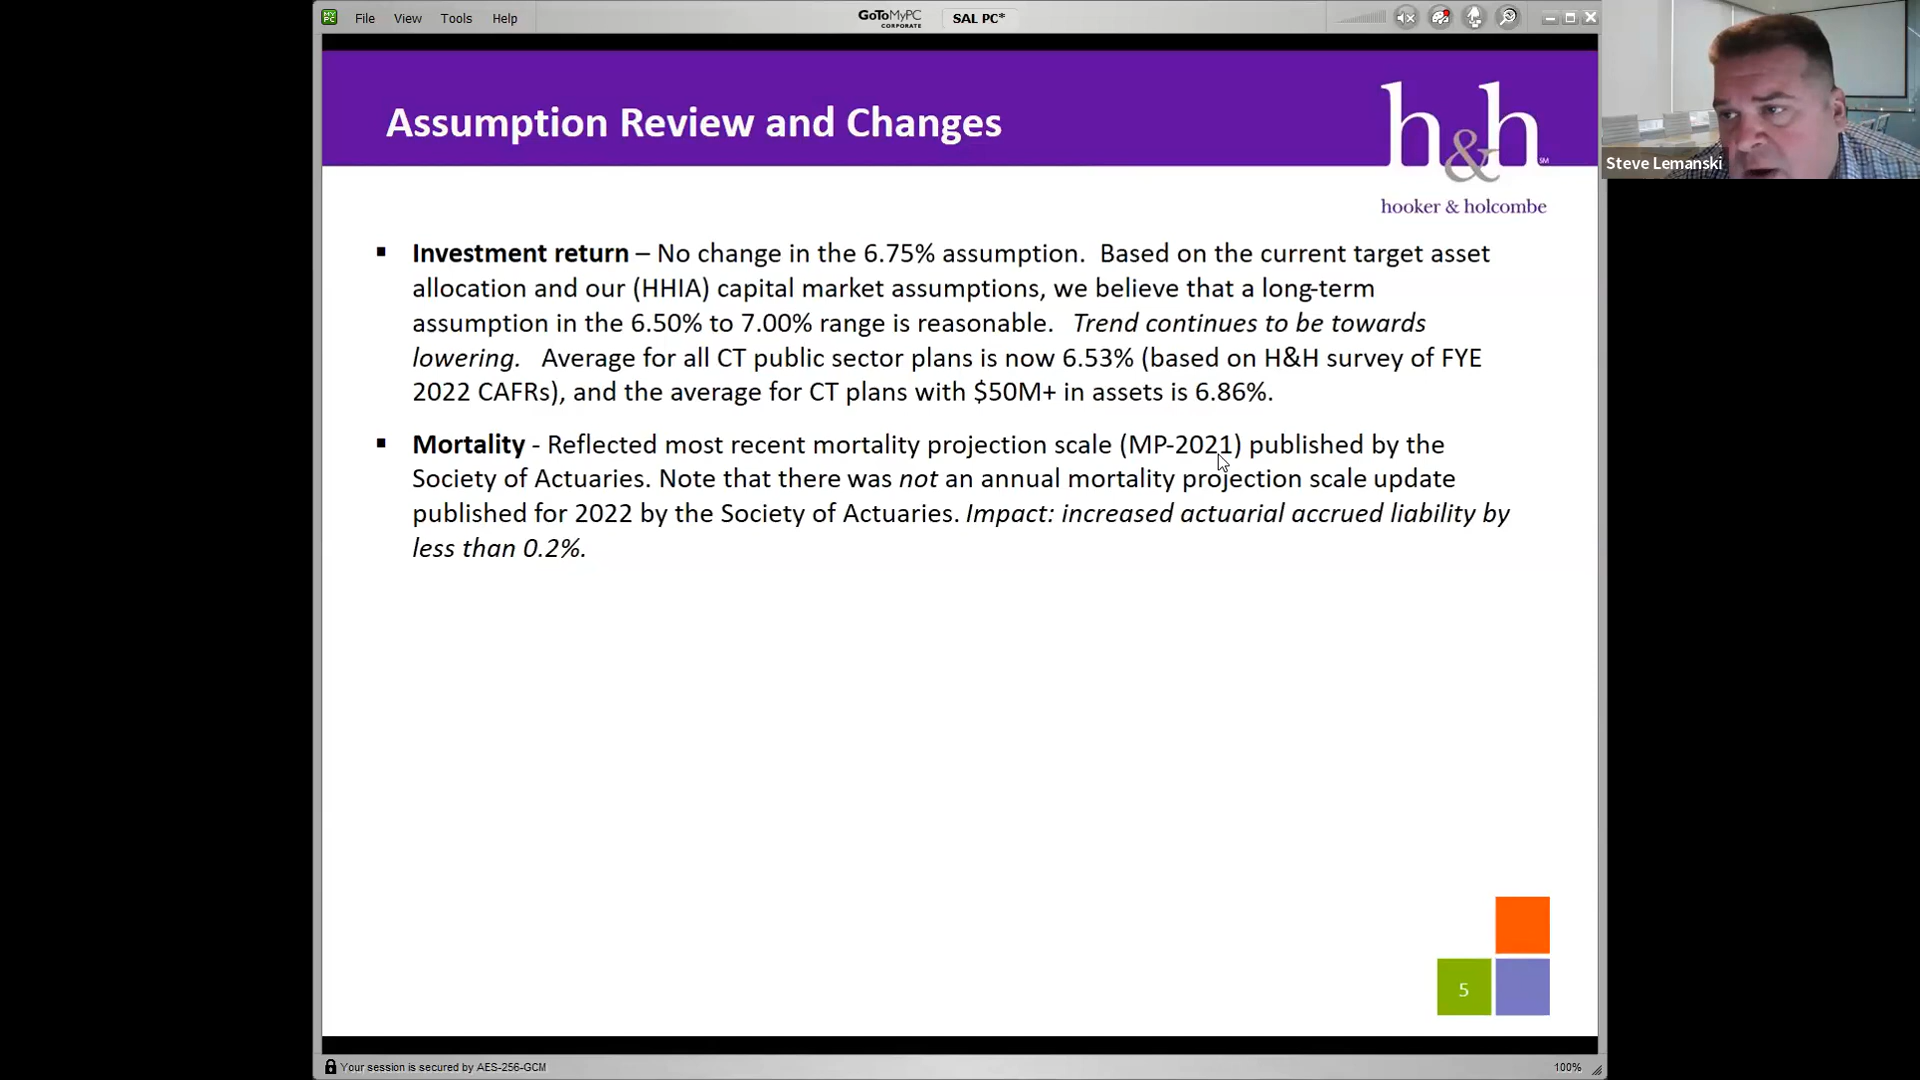 File View Tools Help
GoToMyPC
CORPORATE
SAL PC*
Assumption Review and Changes
h&h
SM
hooker & holcombe
Steve Lemanski
▪ Investment return – No change in the 6.75% assumption. Based on the current target asset
allocation and our (HHIA) capital market assumptions, we believe that a long-term
assumption in the 6.50% to 7.00% range is reasonable. Trend continues to be towards
lowering. Average for all CT public sector plans is now 6.53% (based on H&H survey of FYE
2022 CAFRs), and the average for CT plans with $50M+ in assets is 6.86%.
▪ Mortality - Reflected most recent mortality projection scale (MP-2021) published by the
Society of Actuaries. Note that there was not an annual mortality projection scale update
published for 2022 by the Society of Actuaries. Impact: increased actuarial accrued liability by
less than 0.2%.
5
Your session is secured by AES-256-GCM
100%